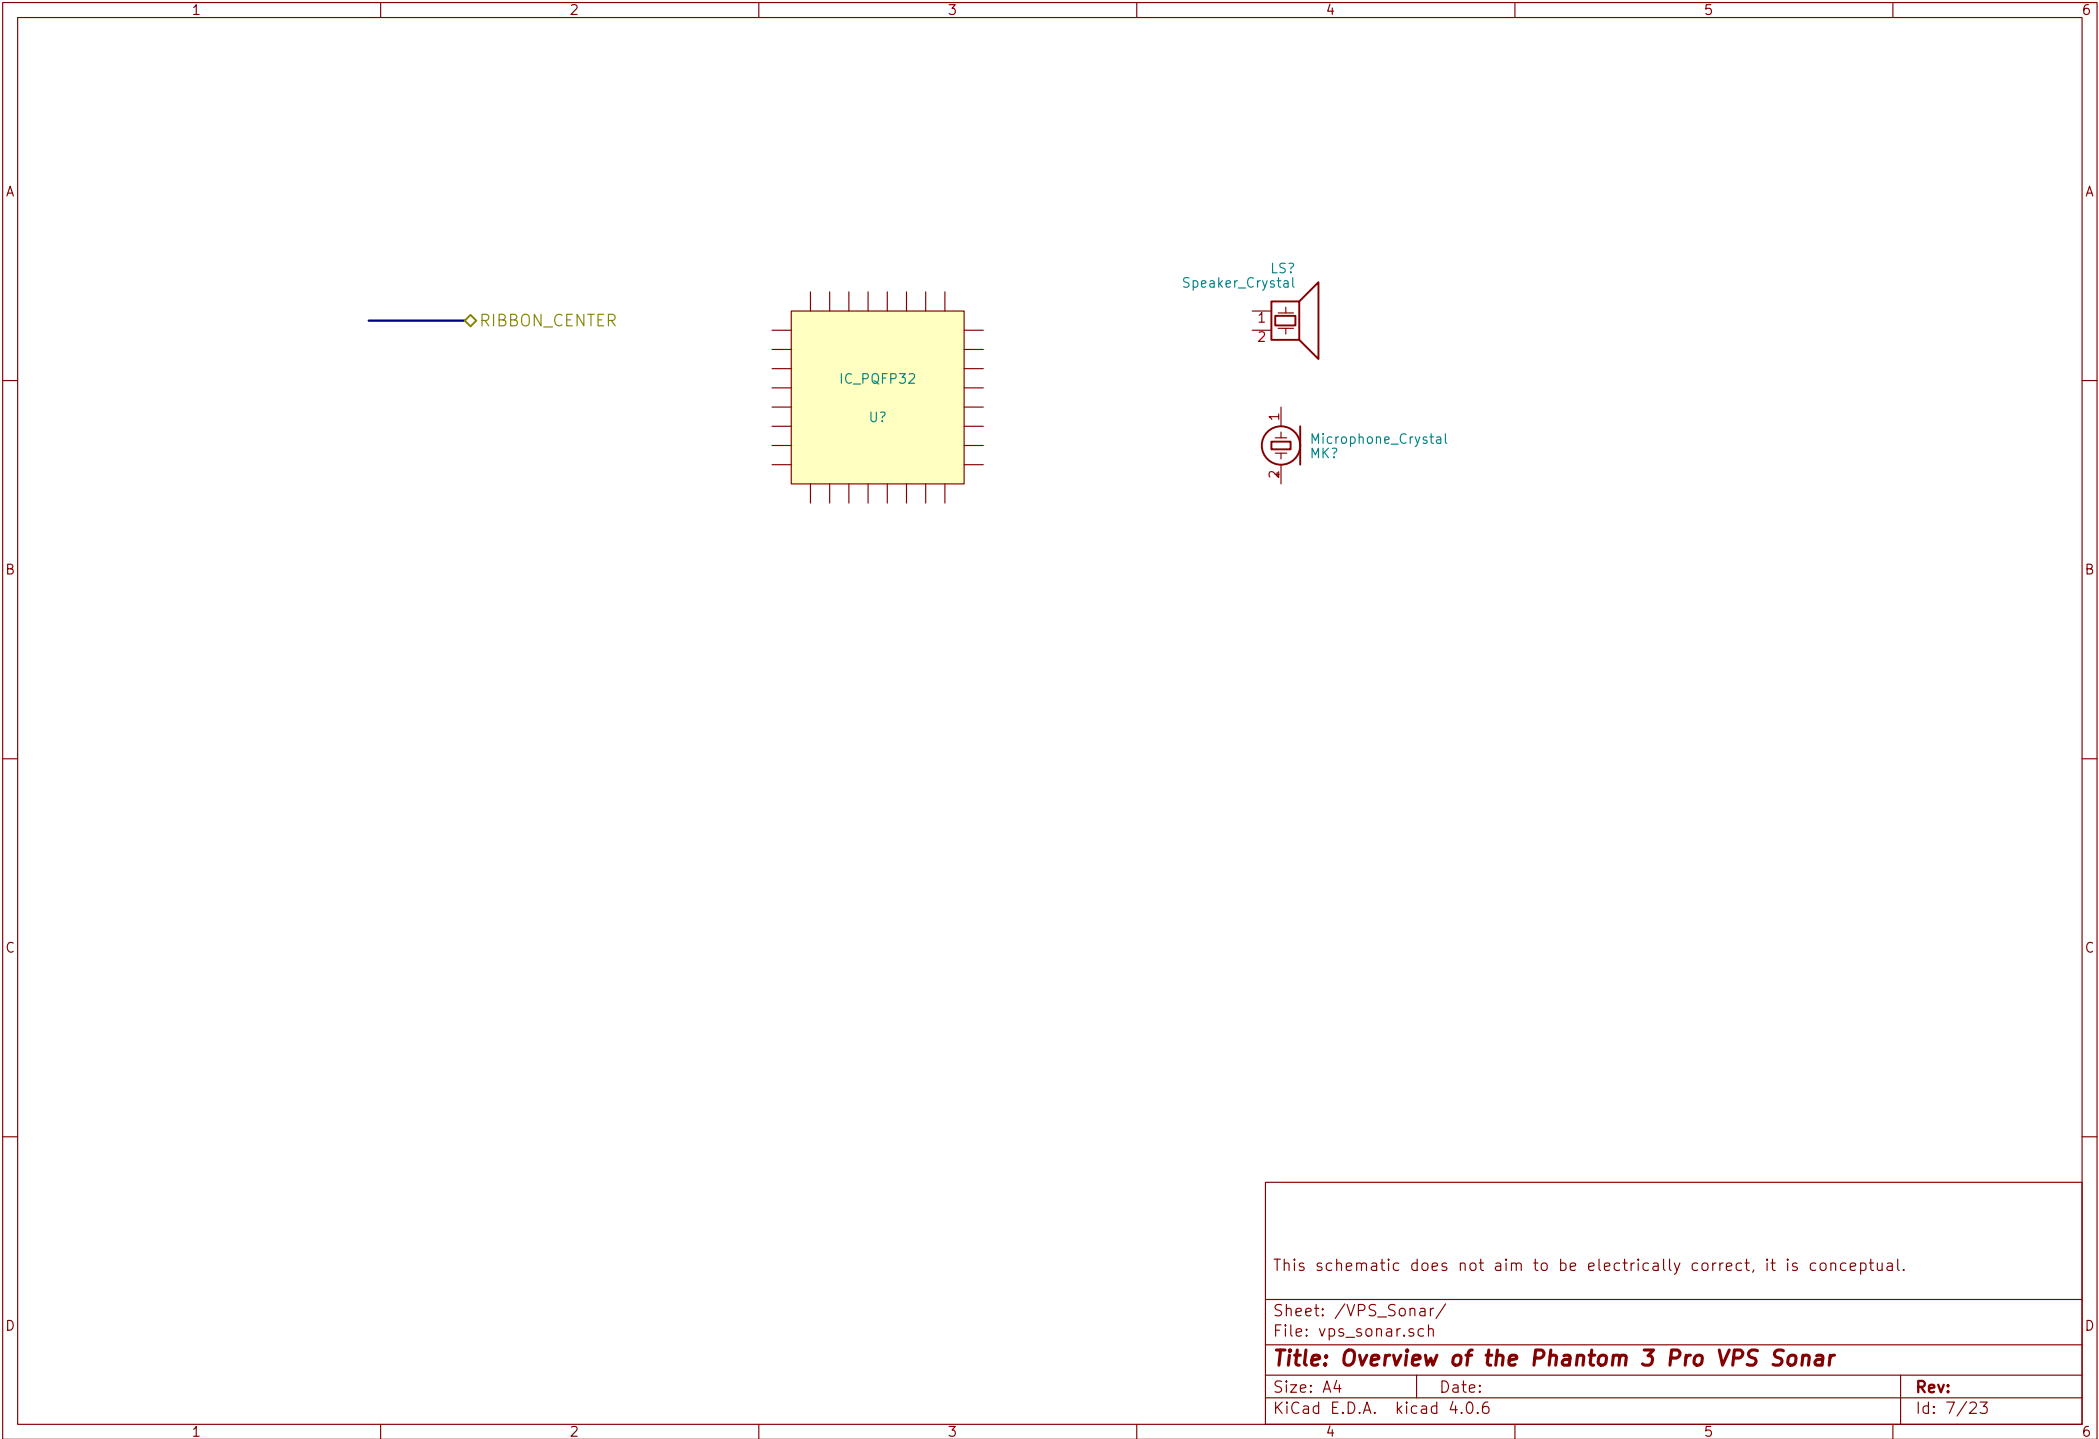 1 2 3 4 5 6
A A
LS?
Speaker_Crystal
1
2
RIBBON_CENTER
IC_PQFP32
U?
1
Microphone_Crystal
MK?
2
B B
C C
This schematic does not aim to be electrically correct, it is conceptual.
Sheet: /VPS_Sonar/
File: vps_sonar.sch
D D
Title: Overview of the Phantom 3 Pro VPS Sonar
Size: A4 Date: Rev:
KiCad E.D.A. kicad 4.0.6 Id: 7/23
1 2 3 4 5 6